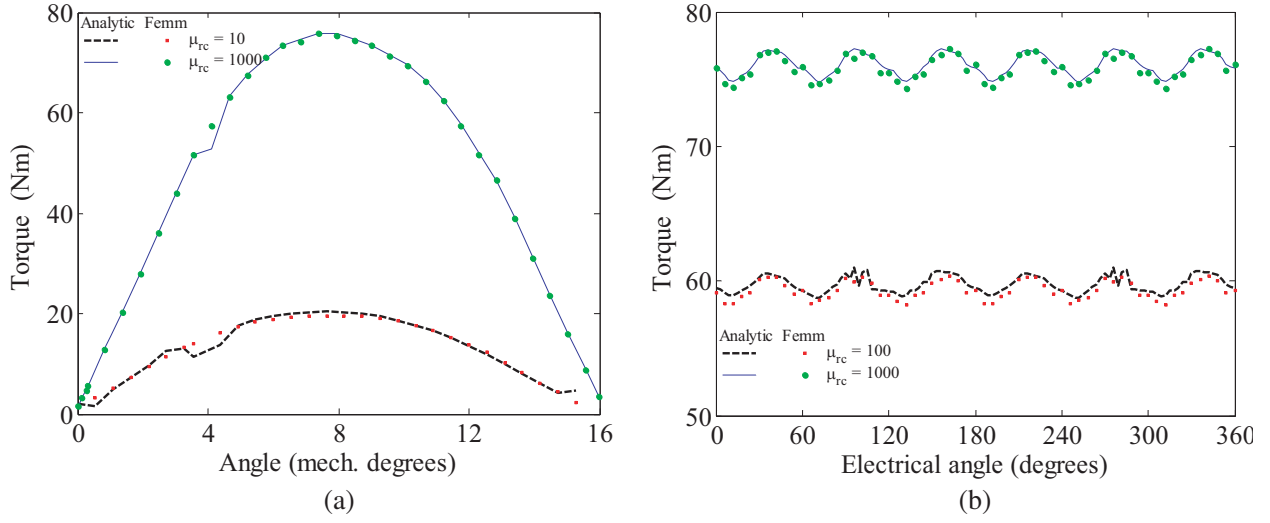 80
60
40
20
0
Torque (Nm)
Analytic Femm
μrc = 10
μrc = 1000
0 4 8 12 16
Angle (mech. degrees)
(a)
80
70
60
50
Torque (Nm)
Analytic Femm
μrc = 100
μrc = 1000
0 60 120 180 240 300 360
Electrical angle (degrees)
(b)